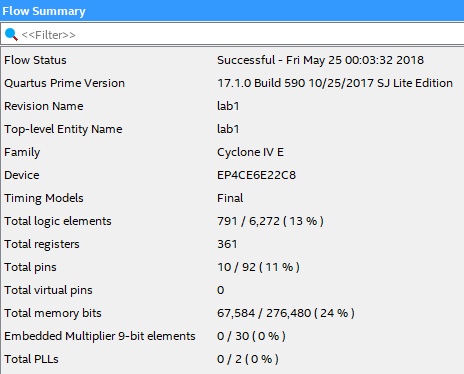 Flow Summary
<<Filter>>
Flow Status Successful - Fri May 25 00:03:32 2018
Quartus Prime Version 17.1.0 Build 590 10/25/2017 SJ Lite Edition
Revision Name lab1
Top-level Entity Name lab1
Family Cyclone IV E
Device EP4CE6E22C8
Timing Models Final
Total logic elements 791 / 6,272 ( 13 % )
Total registers 361
Total pins 10 / 92 ( 11 % )
Total virtual pins 0
Total memory bits 67,584 / 276,480 ( 24 % )
Embedded Multiplier 9-bit elements 0 / 30 ( 0 % )
Total PLLs 0 / 2 ( 0 % )